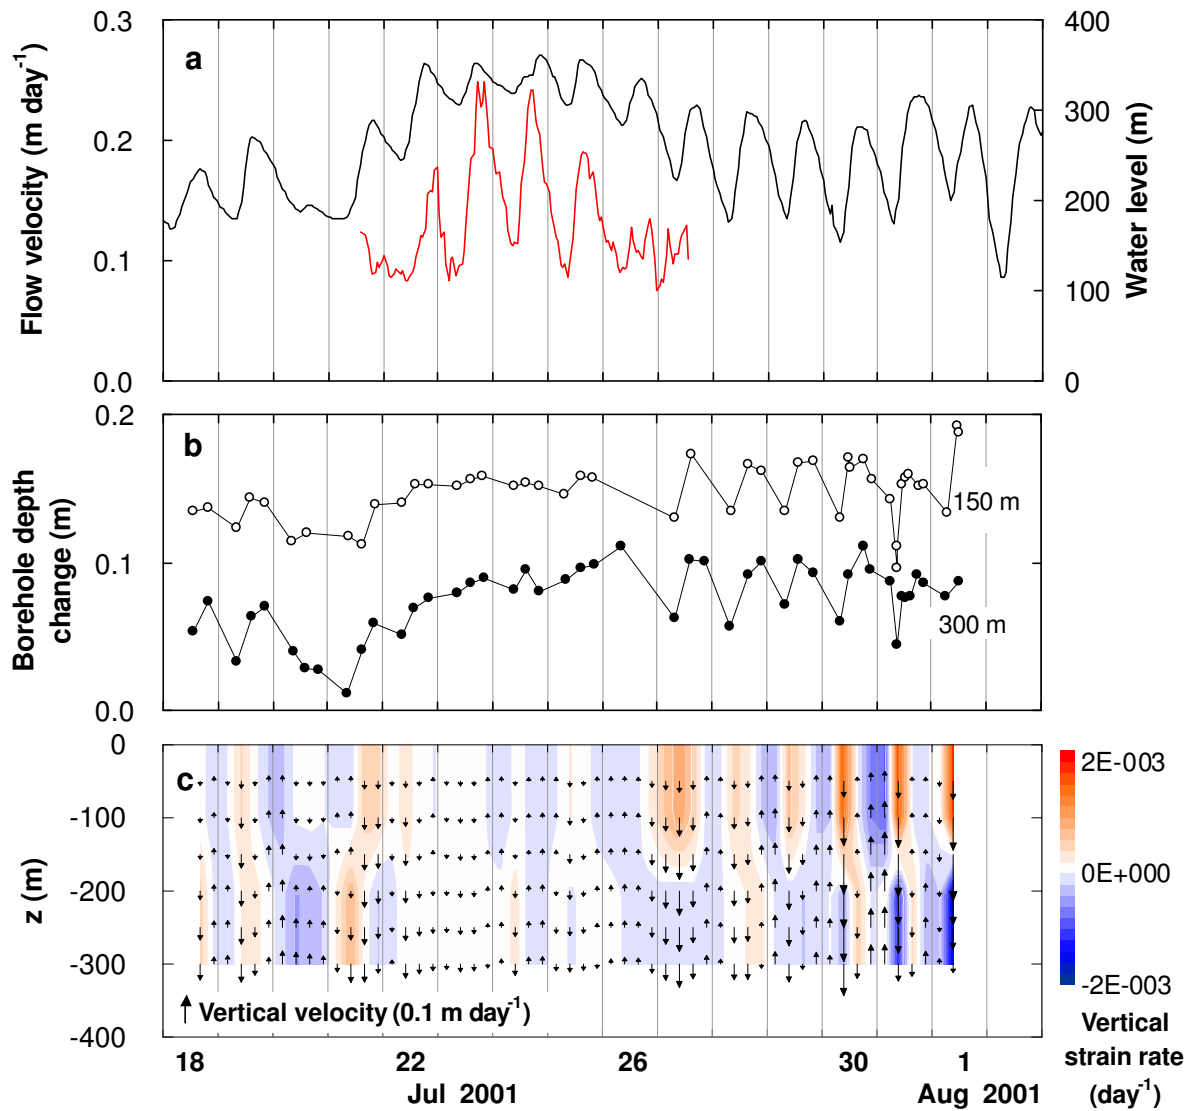 0.3
0.2
0.1
0.0
Flow velocity (m day-1)
a
400
300
200
100
0
Water level (m)
0.2
0.1
0.0
Borehole depth
change (m)
b
150 m
300 m
0
-100
-200
-300
-400
z (m)
c
Vertical velocity (0.1 m day-1)
18
22
26
30
1
Jul 2001
Aug 2001
2E-003
0E+000
-2E-003
Vertical
strain rate
(day-1)